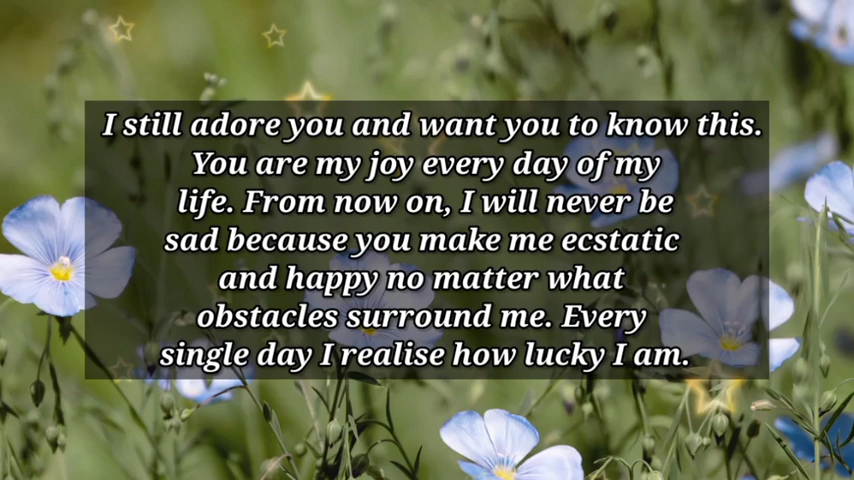 I still adore you and want you to know this.
You are my joy every day of my
life. From now on, I will never be
sad because you make me ecstatic
and happy no matter what
obstacles surround me. Every
single day I realise how lucky I am.